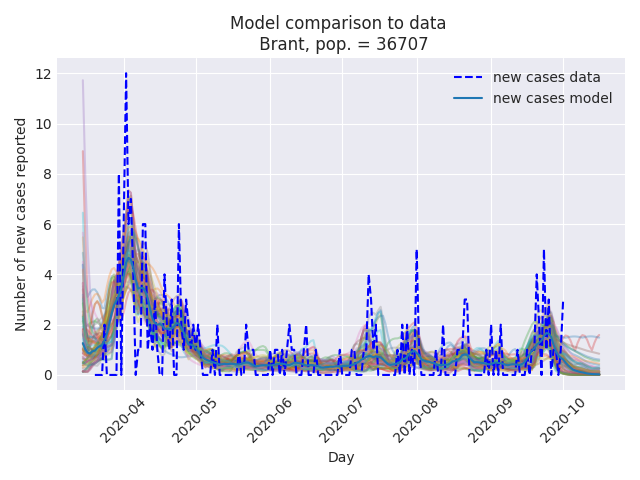 Model comparison to data
Brant, pop. = 36707
new cases data
new cases model
Number of new cases reported
12
10
8
6
4
2
0
2020-04
2020-05
2020-06
2020-07
2020-08
2020-09
2020-10
Day